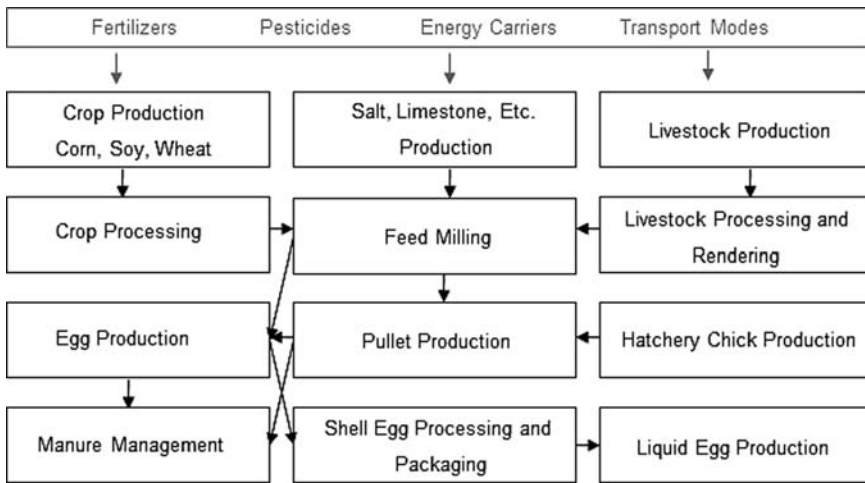 Fertilizers Pesticides Energy Carriers Transport Modes
Crop Production
Corn, Soy, Wheat
Salt, Limestone, Etc.
Production
Livestock Production
Crop Processing
Feed Milling
Livestock Processing and
Rendering
Egg Production
Pullet Production
Hatchery Chick Production
Manure Management
Shell Egg Processing and
Packaging
Liquid Egg Production